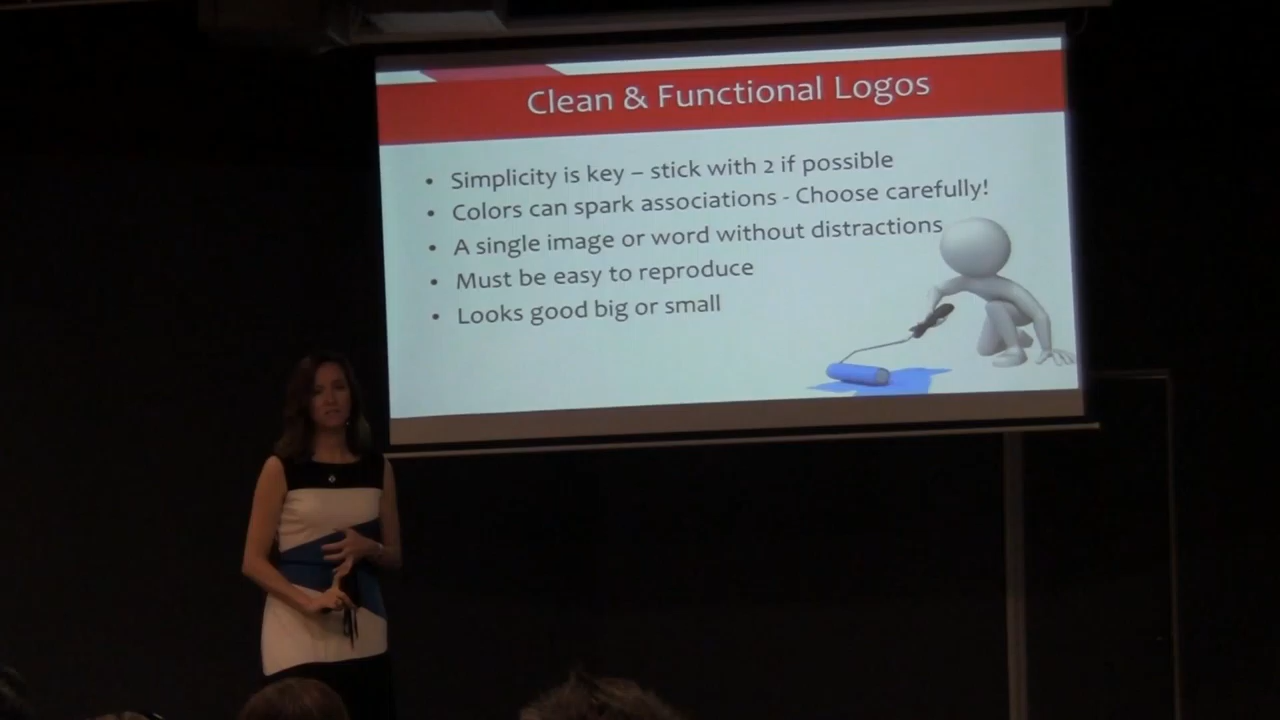 Clean & Functional Logos
• Simplicity is key – stick with 2 if possible
• Colors can spark associations - Choose carefully!
• A single image or word without distractions
• Must be easy to reproduce
• Looks good big or small